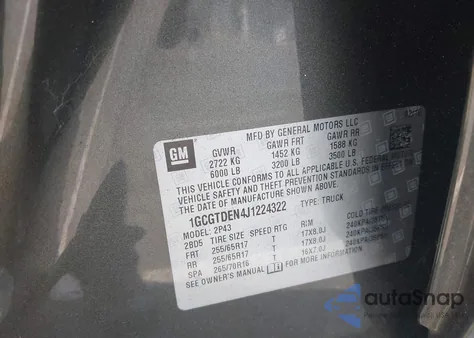 GM
MFD BY GENERAL MOTORS LLC
GVWR GAWR FRT GAWR RR
2722 KG 1452 KG 1588 KG
6000 LB 3200 LB 3500 LB
THIS VEHICLE CONFORMS TO ALL APPLICABLE U.S. FEDERAL
VEHICLE SAFETY AND THEFT PREVENTION STANDARDS IN EFFECT ON
THE DATE OF MANUFACTURE SHOWN ABOVE.
1GCGTDEN4J1224322 TYPE: TRUCK
MODEL: 2P43
2BD5 TIRE SIZE SPEED RTG RIM COLD TIRE
FRT 255/65R17 T 17X8.0J
RR 255/65R17 T 17X8.0J
SPA 265/70R16 T 16X7.0J
SEE OWNER'S MANUAL FOR MORE INFORMATION.
autoSnap